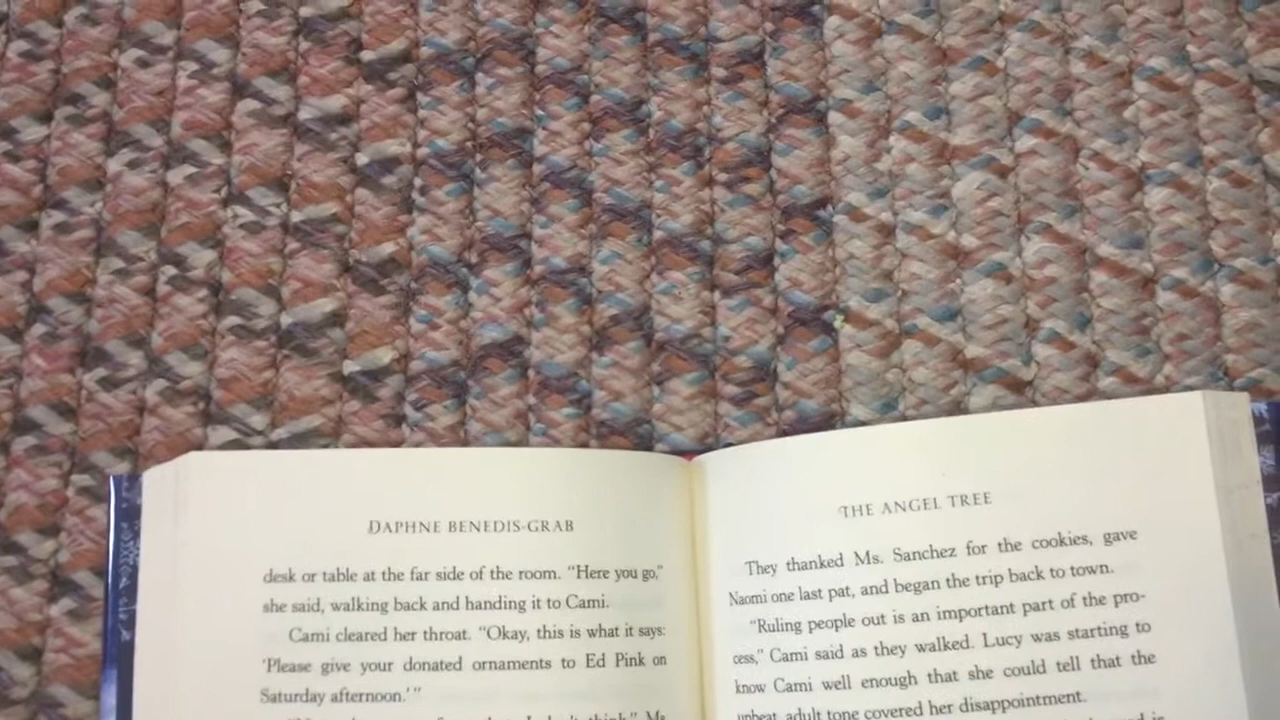 DAPHNE BENEDIS-GRAB
desk or table at the far side of the room. "Here you go,"
she said, walking back and handing it to Cami.
Cami cleared her throat. "Okay, this is what it says:
'Please give your donated ornaments to Ed Pink on
Saturday afternoon.'"
THE ANGEL TREE
They thanked Ms. Sanchez for the cookies, gave
Naomi one last pat, and began the trip back to town.
"Ruling people out is an important part of the pro-
cess," Cami said as they walked. Lucy was starting to
know Cami well enough that she could tell that the
upbeat, adult tone covered her disappointment.